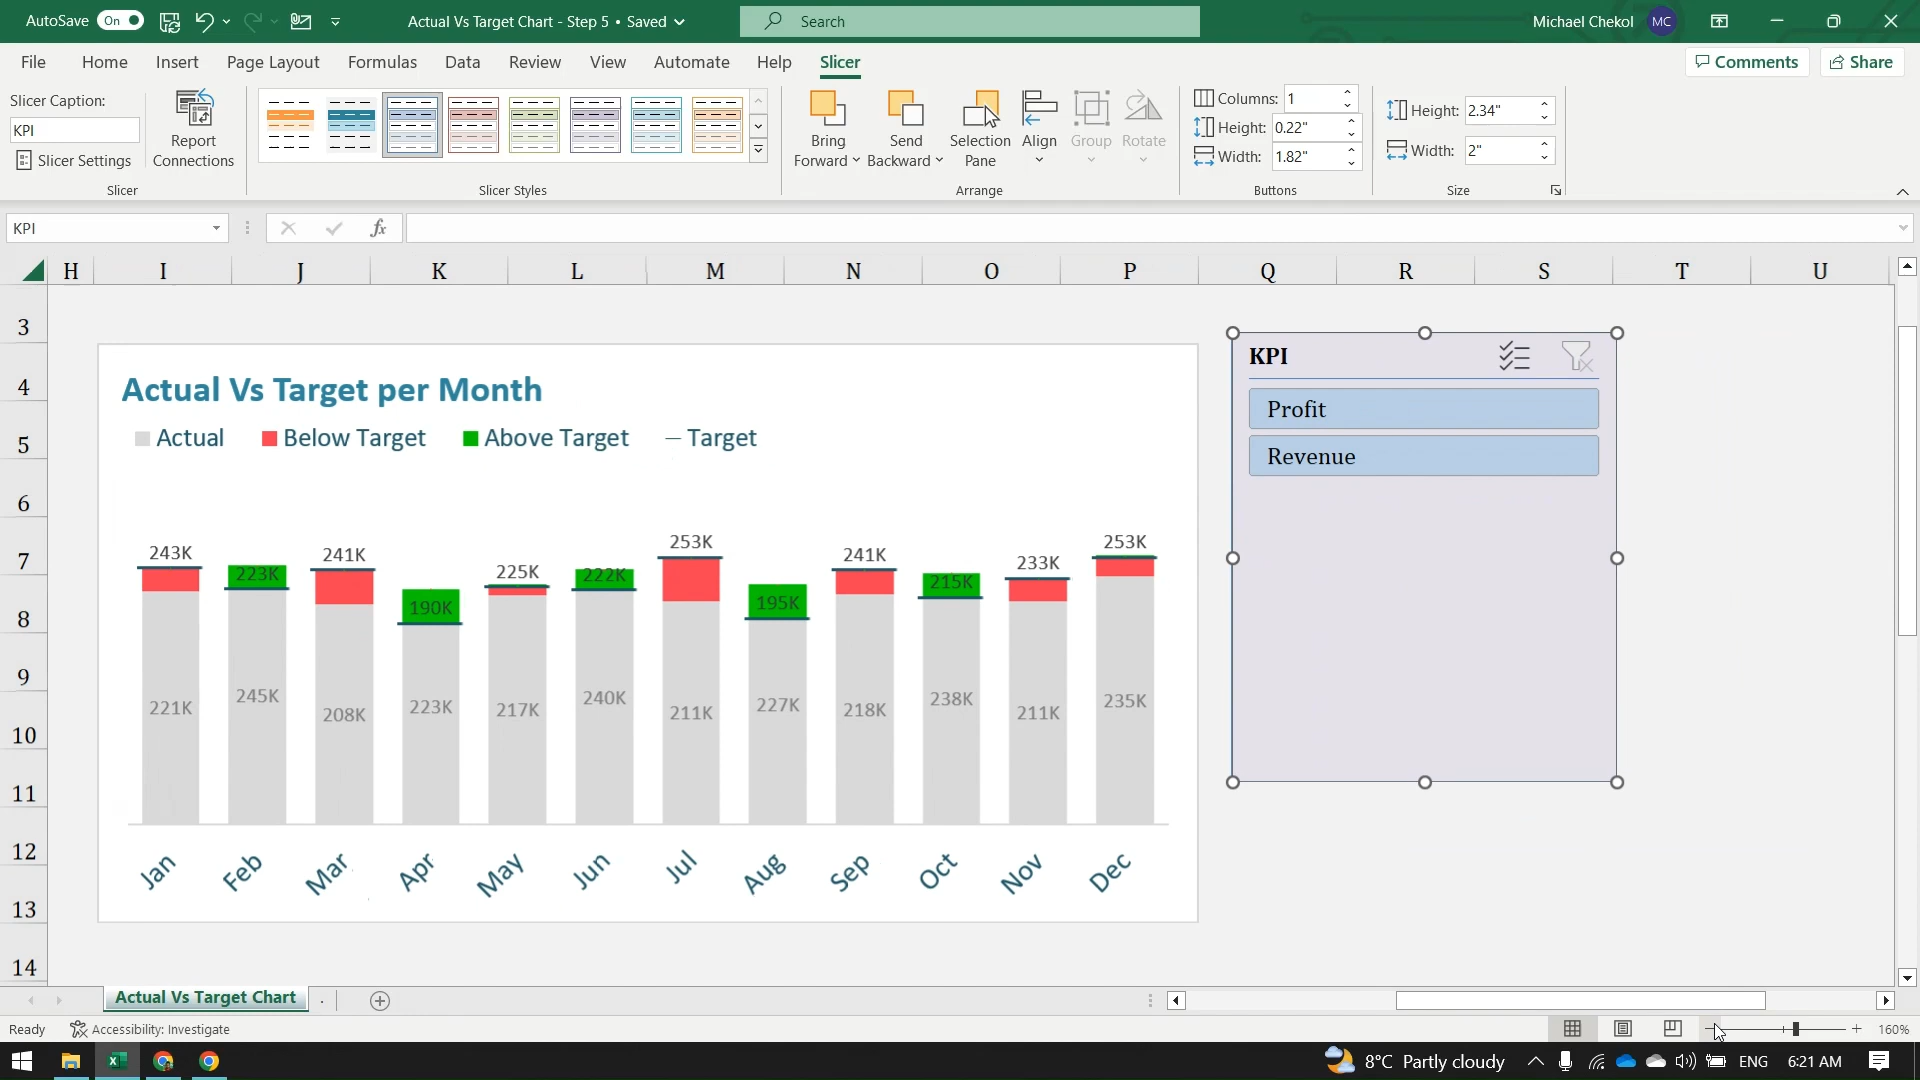 AutoSave On Actual Vs Target Chart - Step 5 • Saved Search Michael Chekol MC
File Home Insert Page Layout Formulas Data Review View Automate Help Slicer Comments Share
Slicer Caption:
KPI
Slicer Settings
Report
Connections
Bring
Forward
Send
Backward
Selection
Pane
Align
Group
Rotate
Columns: 1
Height: 0.22"
Width: 1.82"
Height: 2.34"
Width: 2"
Slicer Slicer Styles Arrange Buttons Size
KPI fx
H I J K L M N O P Q R S T U
3
4
5
6
7
8
9
10
11
12
13
14
Actual Vs Target per Month
Actual Below Target Above Target Target
243K 223K 241K 190K 225K 222K 253K 195K 241K 215K 233K 253K
221K 245K 208K 223K 217K 240K 211K 227K 218K 238K 211K 235K
Jan Feb Mar Apr May Jun Jul Aug Sep Oct Nov Dec
KPI
Profit
Revenue
Actual Vs Target Chart .
Ready Accessibility: Investigate 160%
8°C Partly cloudy ENG 6:21 AM